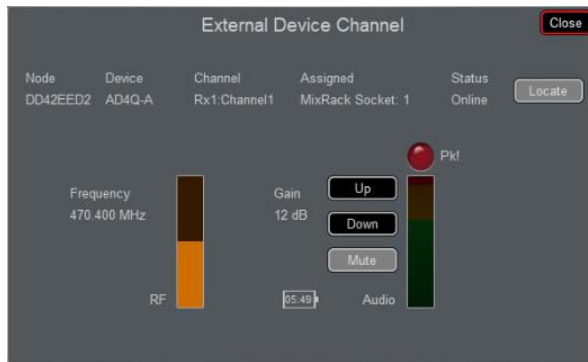 External Device Channel
Close
Node Device Channel Assigned Status
DD42EED2 AD4Q-A Rx1:Channel1 MixRack Socket: 1 Online
Locate
Pk!
Frequency
470.400 MHz
Gain
12 dB
Up
Down
Mute
RF
05:49
Audio